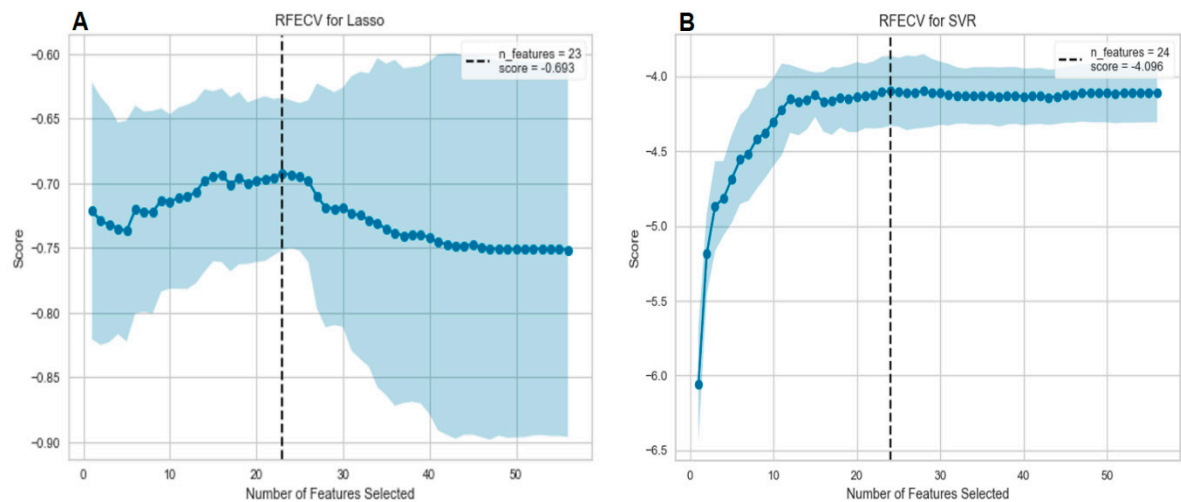 A
RFECV for Lasso
n_features = 23
score = -0.693
−0.60
−0.65
−0.70
−0.75
−0.80
−0.85
−0.90
Score
0
10
20
30
40
50
Number of Features Selected
B
RFECV for SVR
n_features = 24
score = -4.096
−4.0
−4.5
−5.0
−5.5
−6.0
−6.5
Score
0
10
20
30
40
50
Number of Features Selected